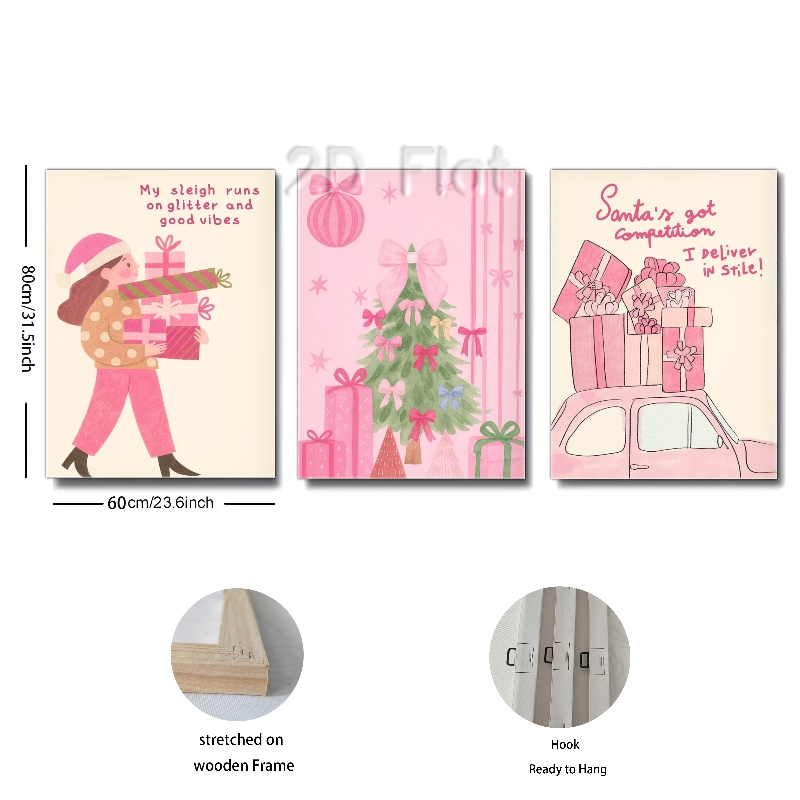 2D Flat
My sleigh runs
on glitter and
good vibes
Santa's got
competition
I Deliver
in Stile!
80cm/31.5inch
60cm/23.6inch
stretched on
wooden Frame
Hook
Ready to Hang